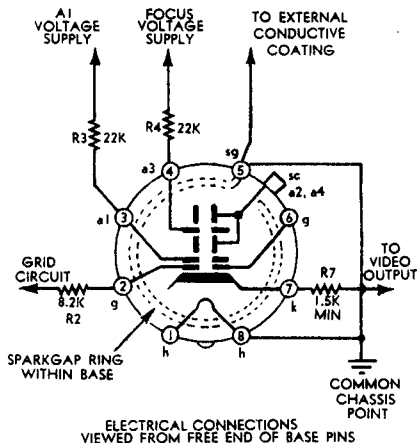 A1
VOLTAGE
SUPPLY
FOCUS
VOLTAGE
SUPPLY
TO EXTERNAL
CONDUCTIVE
COATING
R3
22K
R4
22K
a3
4
sg
5
sc
a2, a4
a1
3
6
g
GRID
CIRCUIT
8.2K
R2
2
g
7
k
R7
1.5K
MIN
TO
VIDEO
OUTPUT
SPARKGAP RING
WITHIN BASE
1
h
8
h
COMMON
CHASSIS
POINT
ELECTRICAL CONNECTIONS
VIEWED FROM FREE END OF BASE PINS